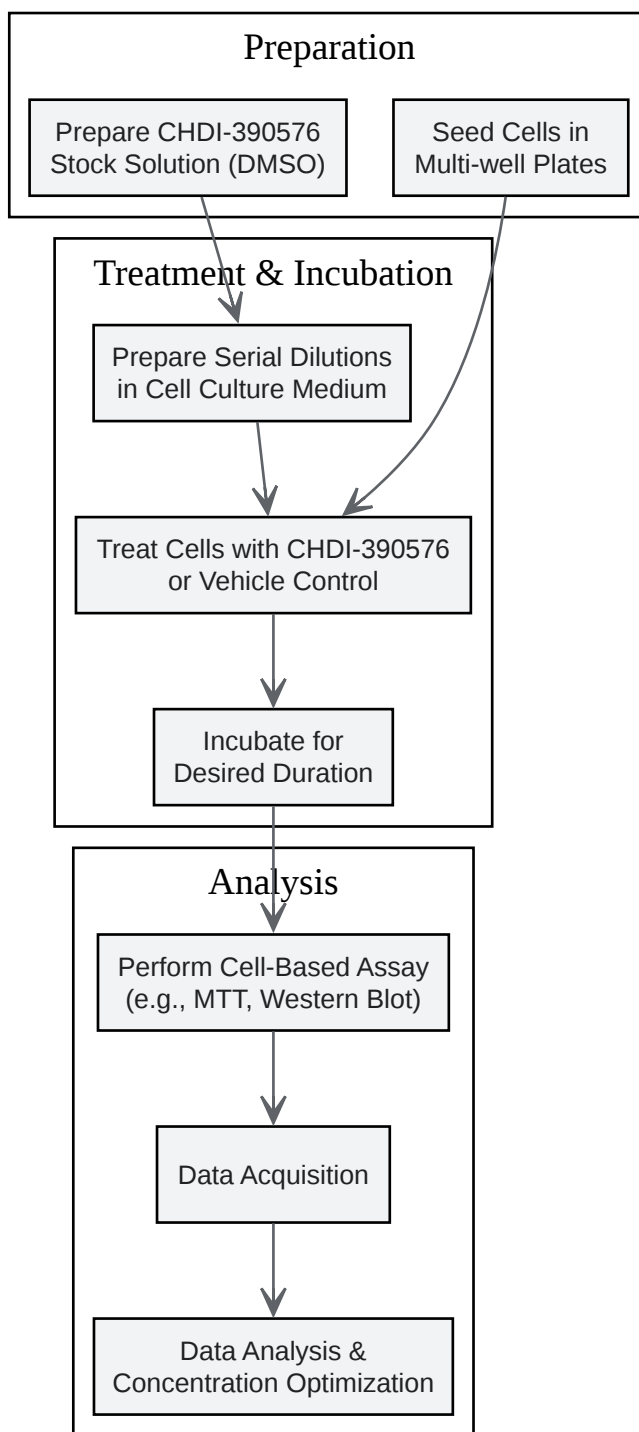 Preparation
Prepare CHDI-390576
Stock Solution (DMSO)
Seed Cells in
Multi-well Plates
Treatment & Incubation
Prepare Serial Dilutions
in Cell Culture Medium
Treat Cells with CHDI-390576
or Vehicle Control
Incubate for
Desired Duration
Analysis
Perform Cell-Based Assay
(e.g., MTT, Western Blot)
Data Acquisition
Data Analysis &
Concentration Optimization